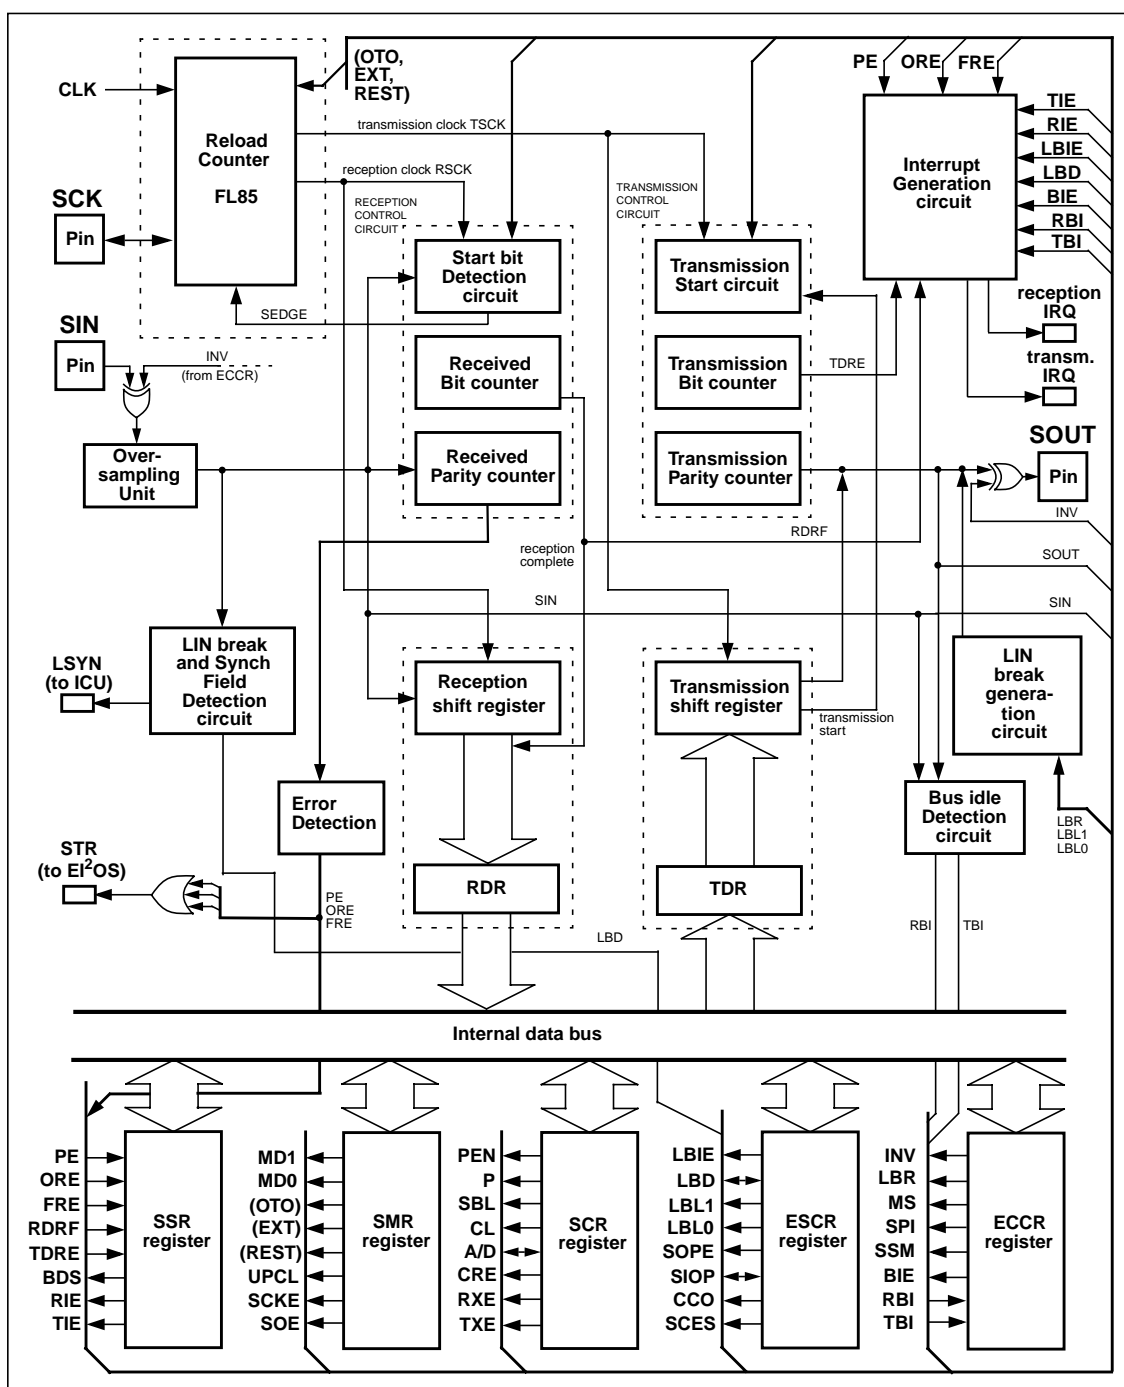 (OTO,
EXT,
REST)
CLK
Reload
Counter
FL85
transmission clock TSCK
reception clock RSCK
PE
ORE
FRE
Interrupt
Generation
circuit
TIE
RIE
LBIE
LBD
BIE
RBI
TBI
SCK
Pin
RECEPTION
CONTROL
CIRCUIT
TRANSMISSION
CONTROL
CIRCUIT
Start bit
Detection
circuit
Transmission
Start circuit
SEDGE
reception
IRQ
transm.
IRQ
SIN
Pin
INV
(from ECCR)
Received
Bit counter
Transmission
Bit counter
TDRE
Over-
sampling
Unit
Received
Parity counter
Transmission
Parity counter
SOUT
Pin
INV
RDRF
reception
complete
SOUT
SIN
SIN
LIN break
and Synch
Field
Detection
circuit
LSYN
(to ICU)
Reception
shift register
Transmission
shift register
transmission
start
LIN
break
genera-
tion
circuit
Error
Detection
Bus idle
Detection
circuit
LBR
LBL1
LBL0
STR
(to EI2OS)
PE
ORE
FRE
RDR
TDR
LBD
RBI
TBI
Internal data bus
PE
ORE
FRE
RDRF
TDRE
BDS
RIE
TIE
SSR
register
MD1
MD0
(OTO)
(EXT)
(REST)
UPCL
SCKE
SOE
SMR
register
PEN
P
SBL
CL
A/D
CRE
RXE
TXE
SCR
register
LBIE
LBD
LBL1
LBL0
SOPE
SIOP
CCO
SCES
ESCR
register
INV
LBR
MS
SPI
SSM
BIE
RBI
TBI
ECCR
register